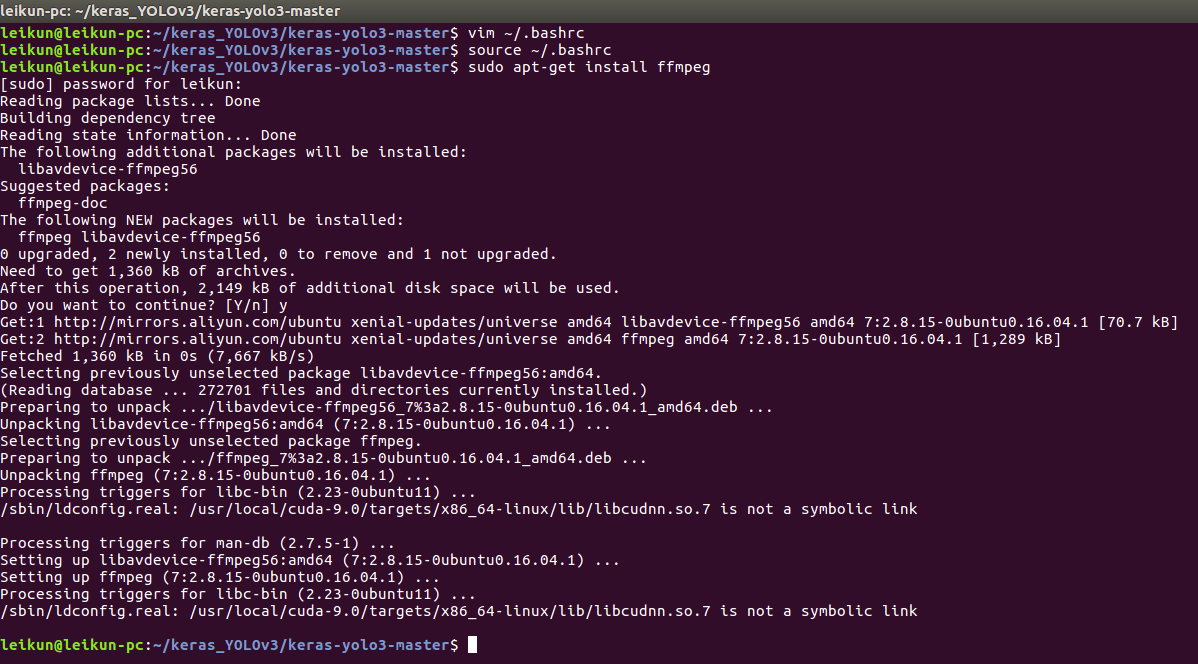 leikun-pc: ~/keras_YOLOv3/keras-yolo3-master
leikun@leikun-pc:~/keras_YOLOv3/keras-yolo3-master$ vim ~/.bashrc
leikun@leikun-pc:~/keras_YOLOv3/keras-yolo3-master$ source ~/.bashrc
leikun@leikun-pc:~/keras_YOLOv3/keras-yolo3-master$ sudo apt-get install ffmpeg
[sudo] password for leikun:
Reading package lists... Done
Building dependency tree
Reading state information... Done
The following additional packages will be installed:
  libavdevice-ffmpeg56
Suggested packages:
  ffmpeg-doc
The following NEW packages will be installed:
  ffmpeg libavdevice-ffmpeg56
0 upgraded, 2 newly installed, 0 to remove and 1 not upgraded.
Need to get 1,360 kB of archives.
After this operation, 2,149 kB of additional disk space will be used.
Do you want to continue? [Y/n] y
Get:1 http://mirrors.aliyun.com/ubuntu xenial-updates/universe amd64 libavdevice-ffmpeg56 amd64 7:2.8.15-0ubuntu0.16.04.1 [70.7 kB]
Get:2 http://mirrors.aliyun.com/ubuntu xenial-updates/universe amd64 ffmpeg amd64 7:2.8.15-0ubuntu0.16.04.1 [1,289 kB]
Fetched 1,360 kB in 0s (7,667 kB/s)
Selecting previously unselected package libavdevice-ffmpeg56:amd64.
(Reading database ... 272701 files and directories currently installed.)
Preparing to unpack .../libavdevice-ffmpeg56_7%3a2.8.15-0ubuntu0.16.04.1_amd64.deb ...
Unpacking libavdevice-ffmpeg56:amd64 (7:2.8.15-0ubuntu0.16.04.1) ...
Selecting previously unselected package ffmpeg.
Preparing to unpack .../ffmpeg_7%3a2.8.15-0ubuntu0.16.04.1_amd64.deb ...
Unpacking ffmpeg (7:2.8.15-0ubuntu0.16.04.1) ...
Processing triggers for libc-bin (2.23-0ubuntu11) ...
/sbin/ldconfig.real: /usr/local/cuda-9.0/targets/x86_64-linux/lib/libcudnn.so.7 is not a symbolic link

Processing triggers for man-db (2.7.5-1) ...
Setting up libavdevice-ffmpeg56:amd64 (7:2.8.15-0ubuntu0.16.04.1) ...
Setting up ffmpeg (7:2.8.15-0ubuntu0.16.04.1) ...
Processing triggers for libc-bin (2.23-0ubuntu11) ...
/sbin/ldconfig.real: /usr/local/cuda-9.0/targets/x86_64-linux/lib/libcudnn.so.7 is not a symbolic link

leikun@leikun-pc:~/keras_YOLOv3/keras-yolo3-master$